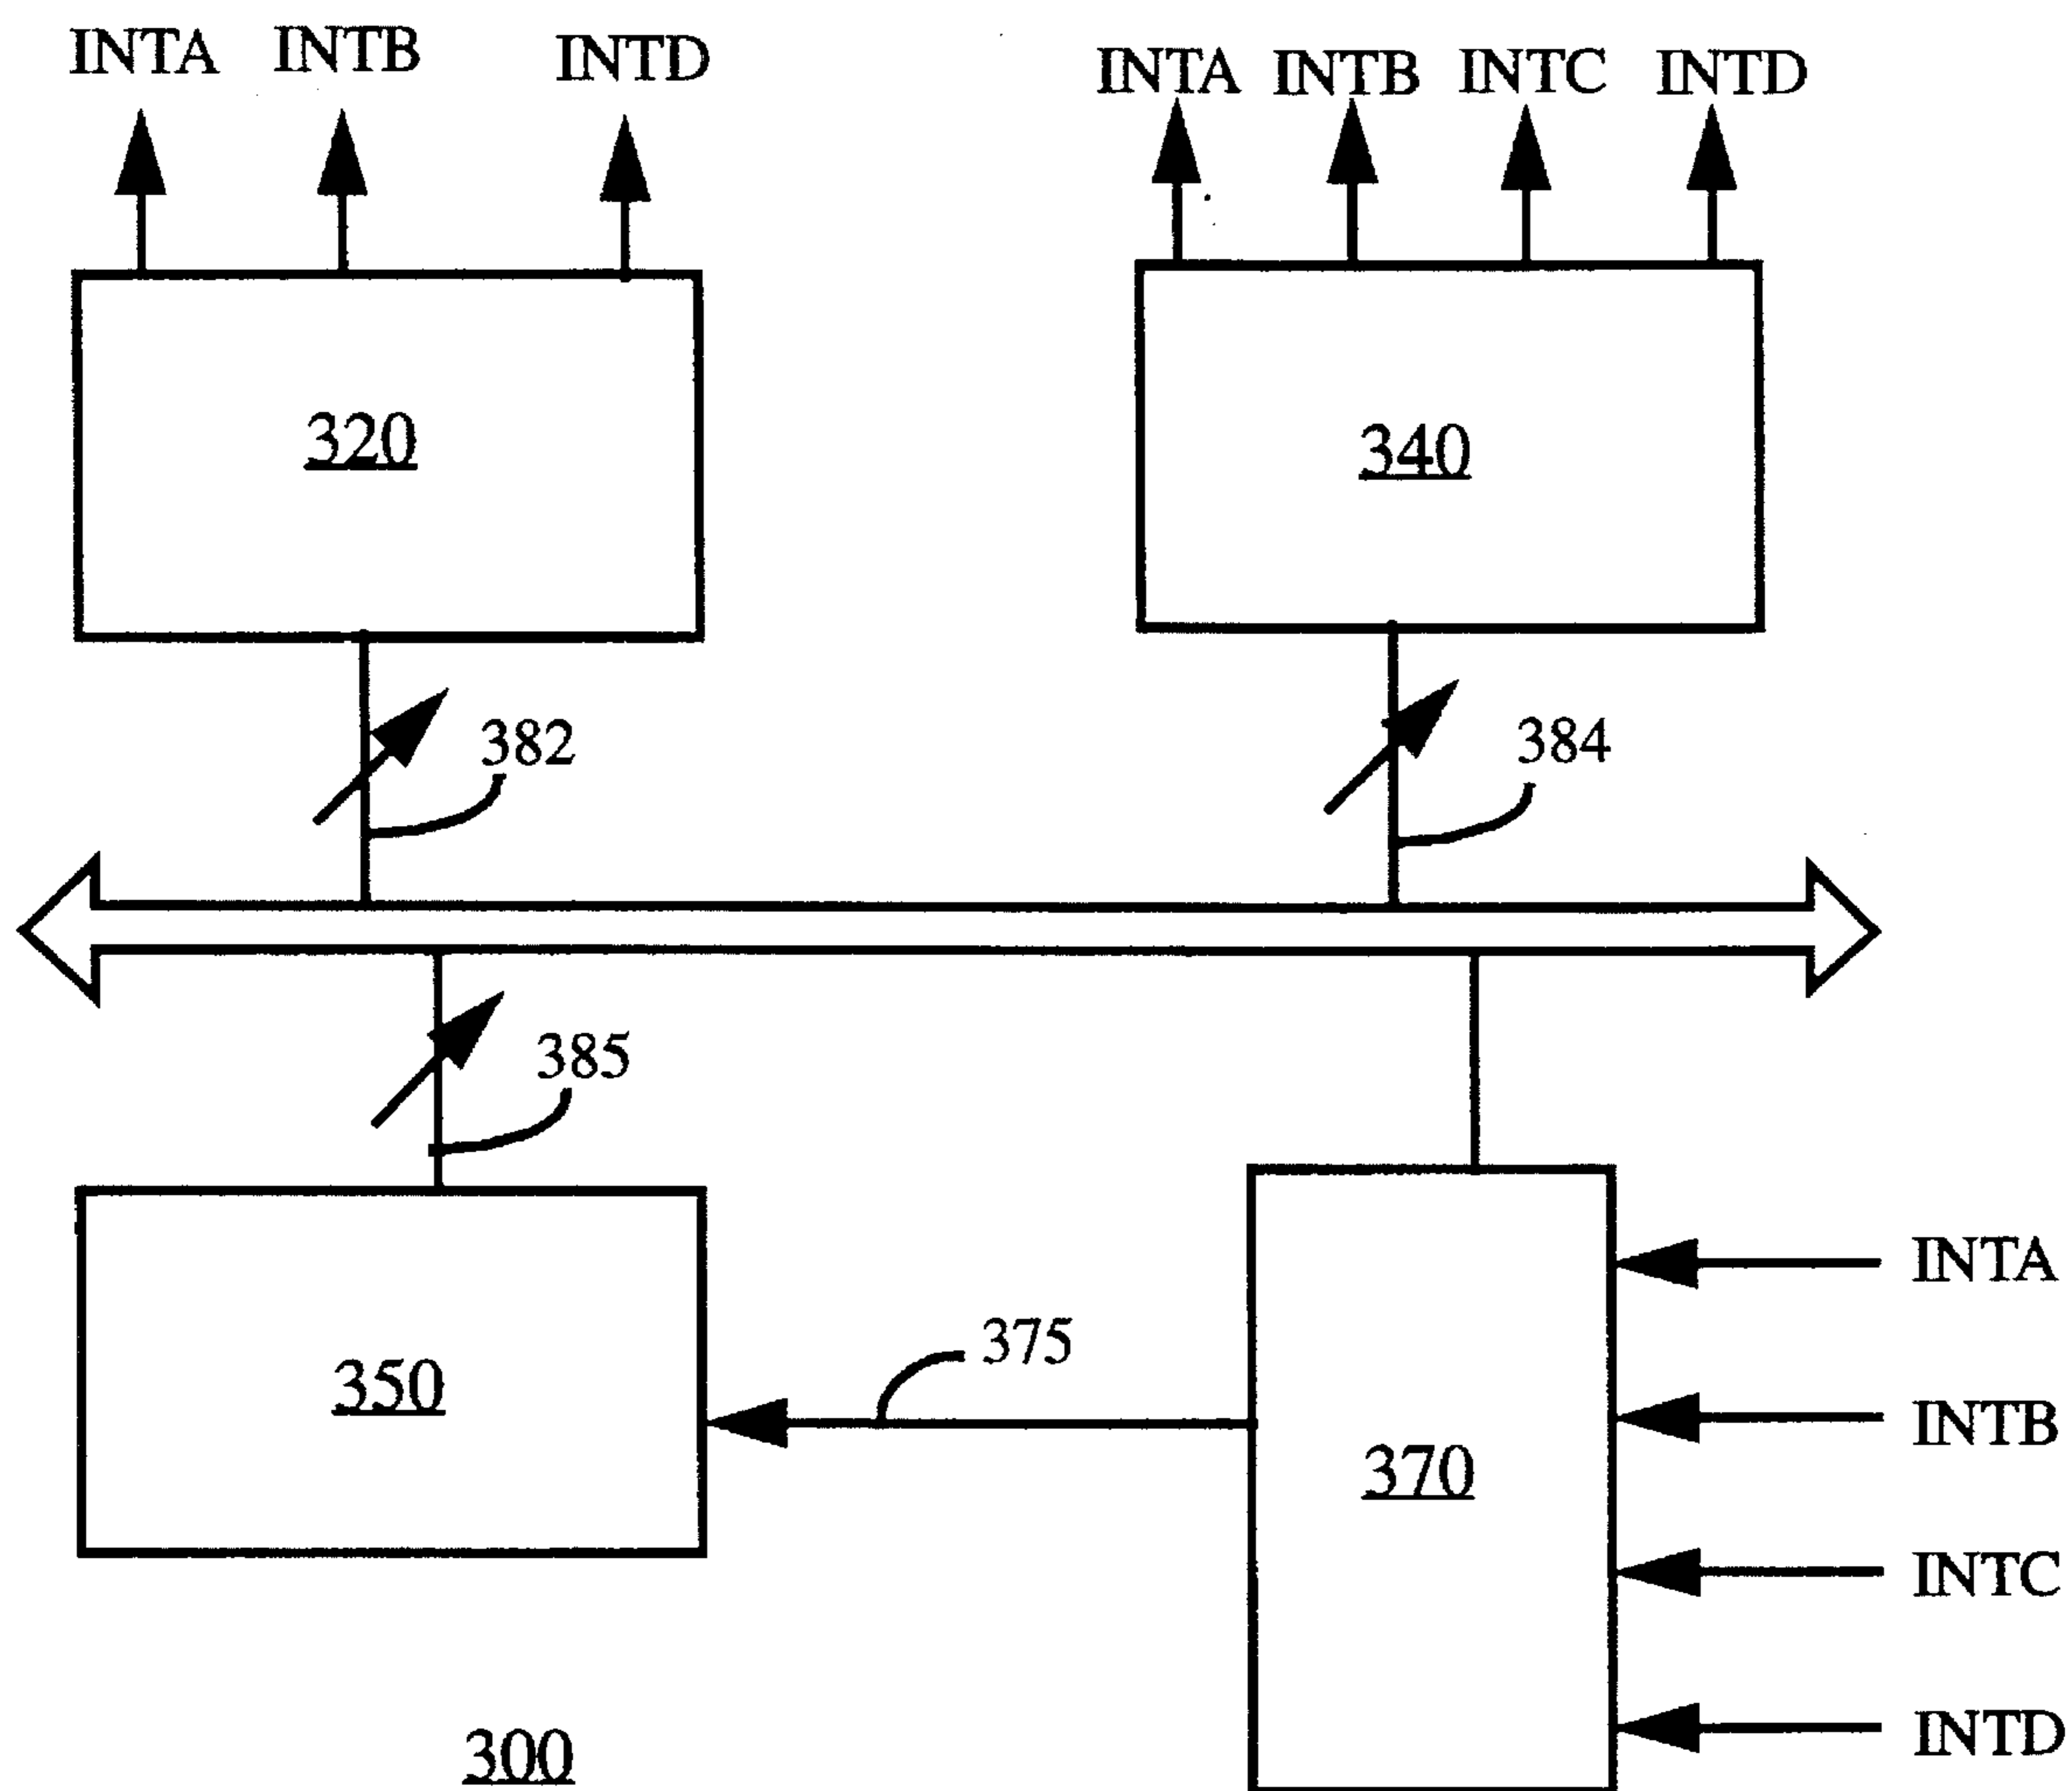 INTA INTB INTD
INTA INTB INTC INTD
320
340
382
384
385
INTA
375
350
INTB
370
INTC
INTD
300